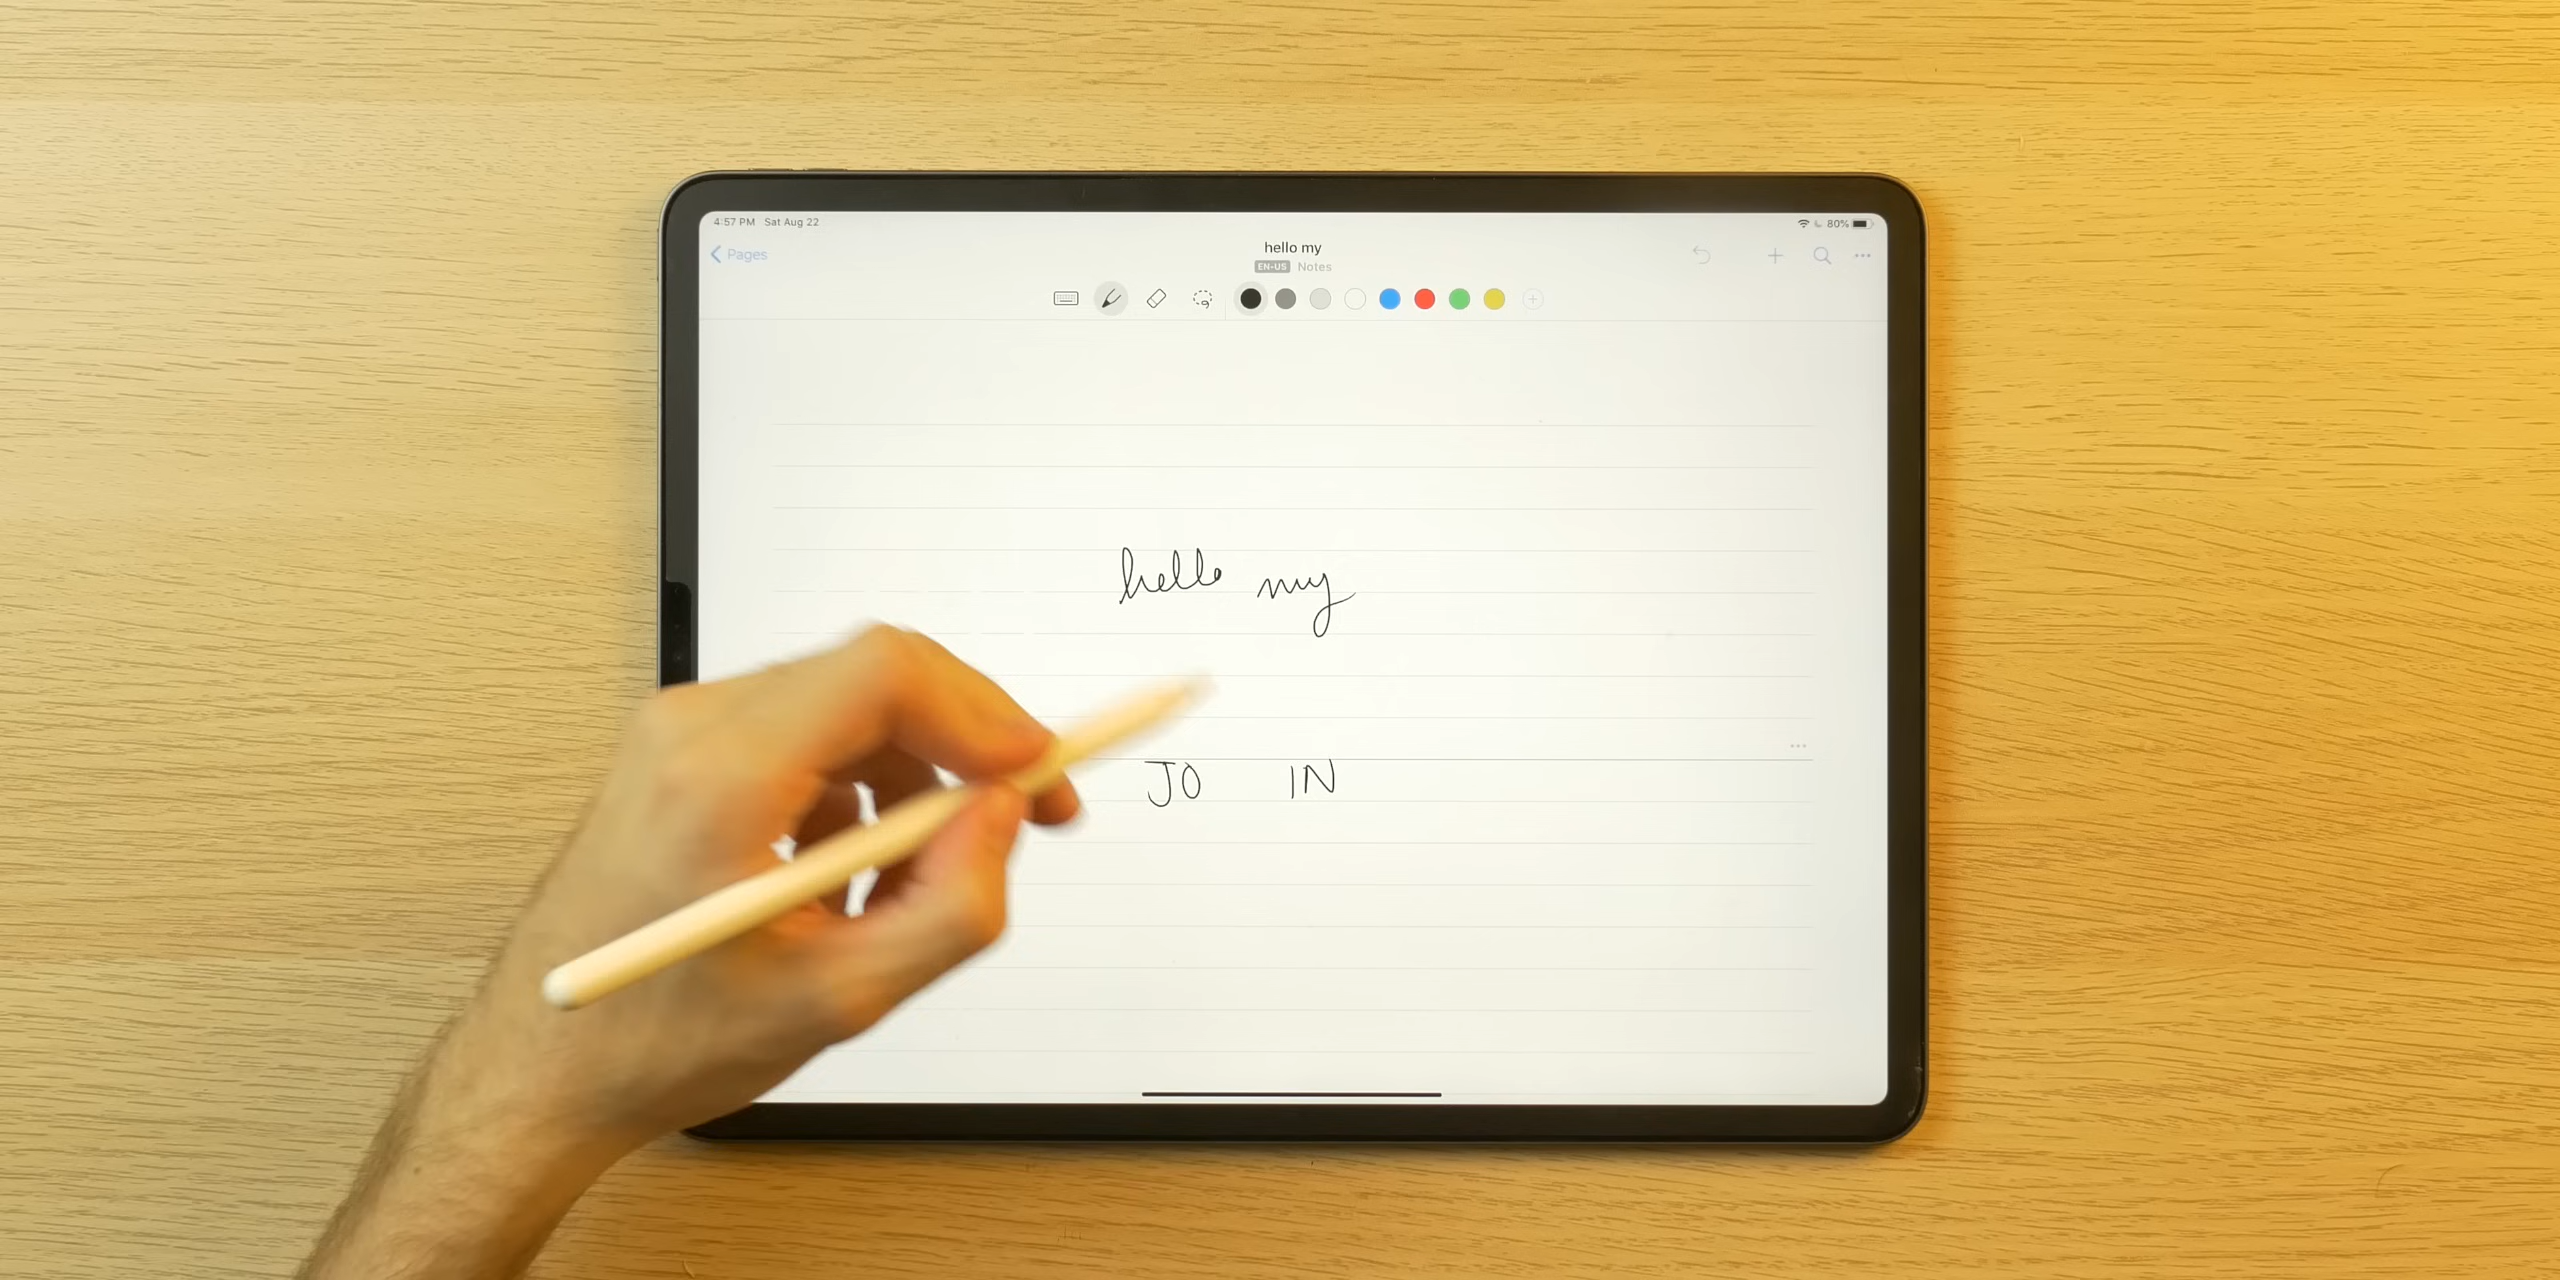 4:57 PM Sat Aug 22 80%
Pages
hello my
EN-US Notes
hello my
JO IN